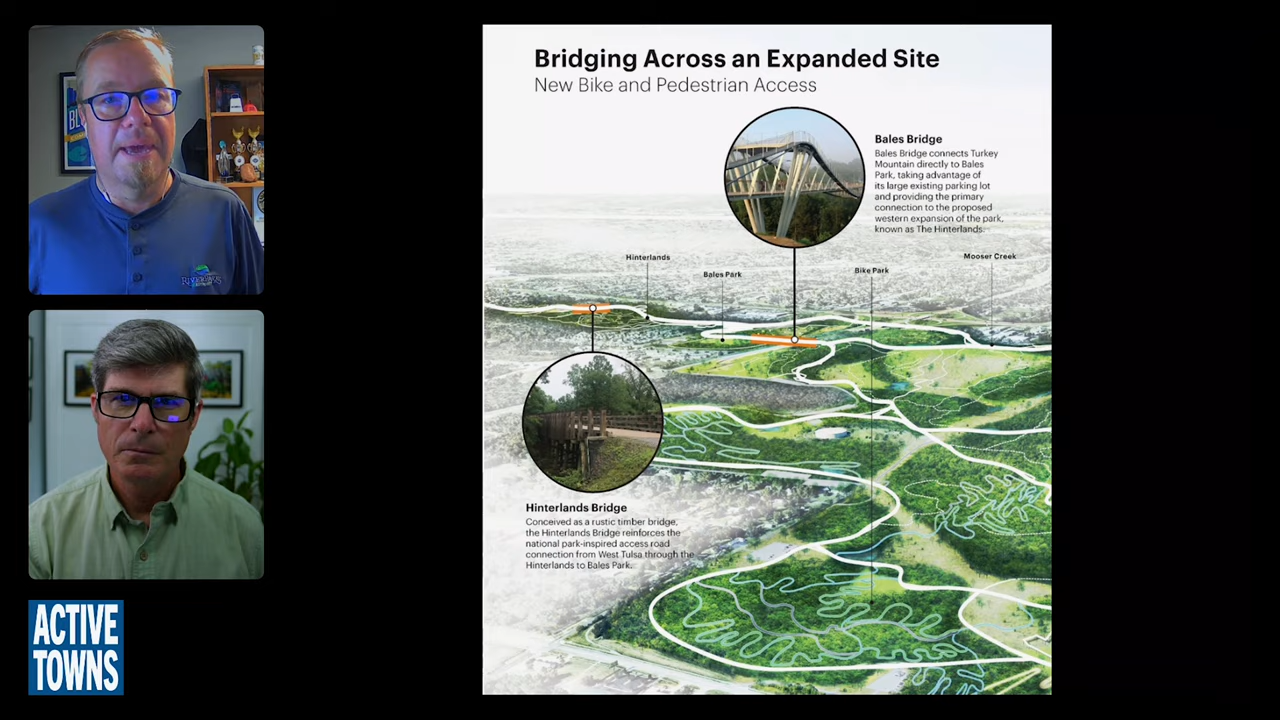 Bridging Across an Expanded Site
New Bike and Pedestrian Access
Bales Bridge
Bales Bridge connects Turkey
Mountain directly to Bales
Park, taking advantage of
its large existing parking lot
and providing the primary
connection to the proposed
western expansion of the park,
known as The Hinterlands.
Hinterlands
Bales Park
Bike Park
Mooser Creek
Hinterlands Bridge
Conceived as a rustic timber bridge,
the Hinterlands Bridge reinforces the
national park-inspired access road
connection from West Tulsa through the
Hinterlands to Bales Park.
ACTIVE
TOWNS